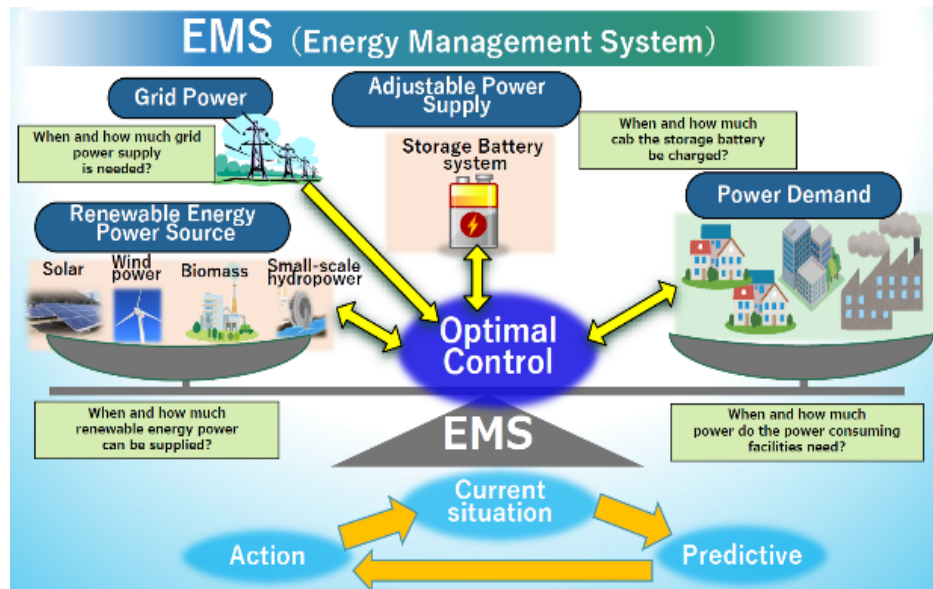 EMS (Energy Management System)
Grid Power
Adjustable Power
Supply
When and how much grid
power supply
is needed?
Storage Battery
system
When and how much
cab the storage battery
be charged?
Renewable Energy
Power Source
Power Demand
Solar
Wind
power
Biomass
Small-scale
hydropower
Optimal
Control
When and how much
renewable energy power
can be supplied?
EMS
When and how much
power do the power consuming
facilities need?
Current
situation
Action
Predictive